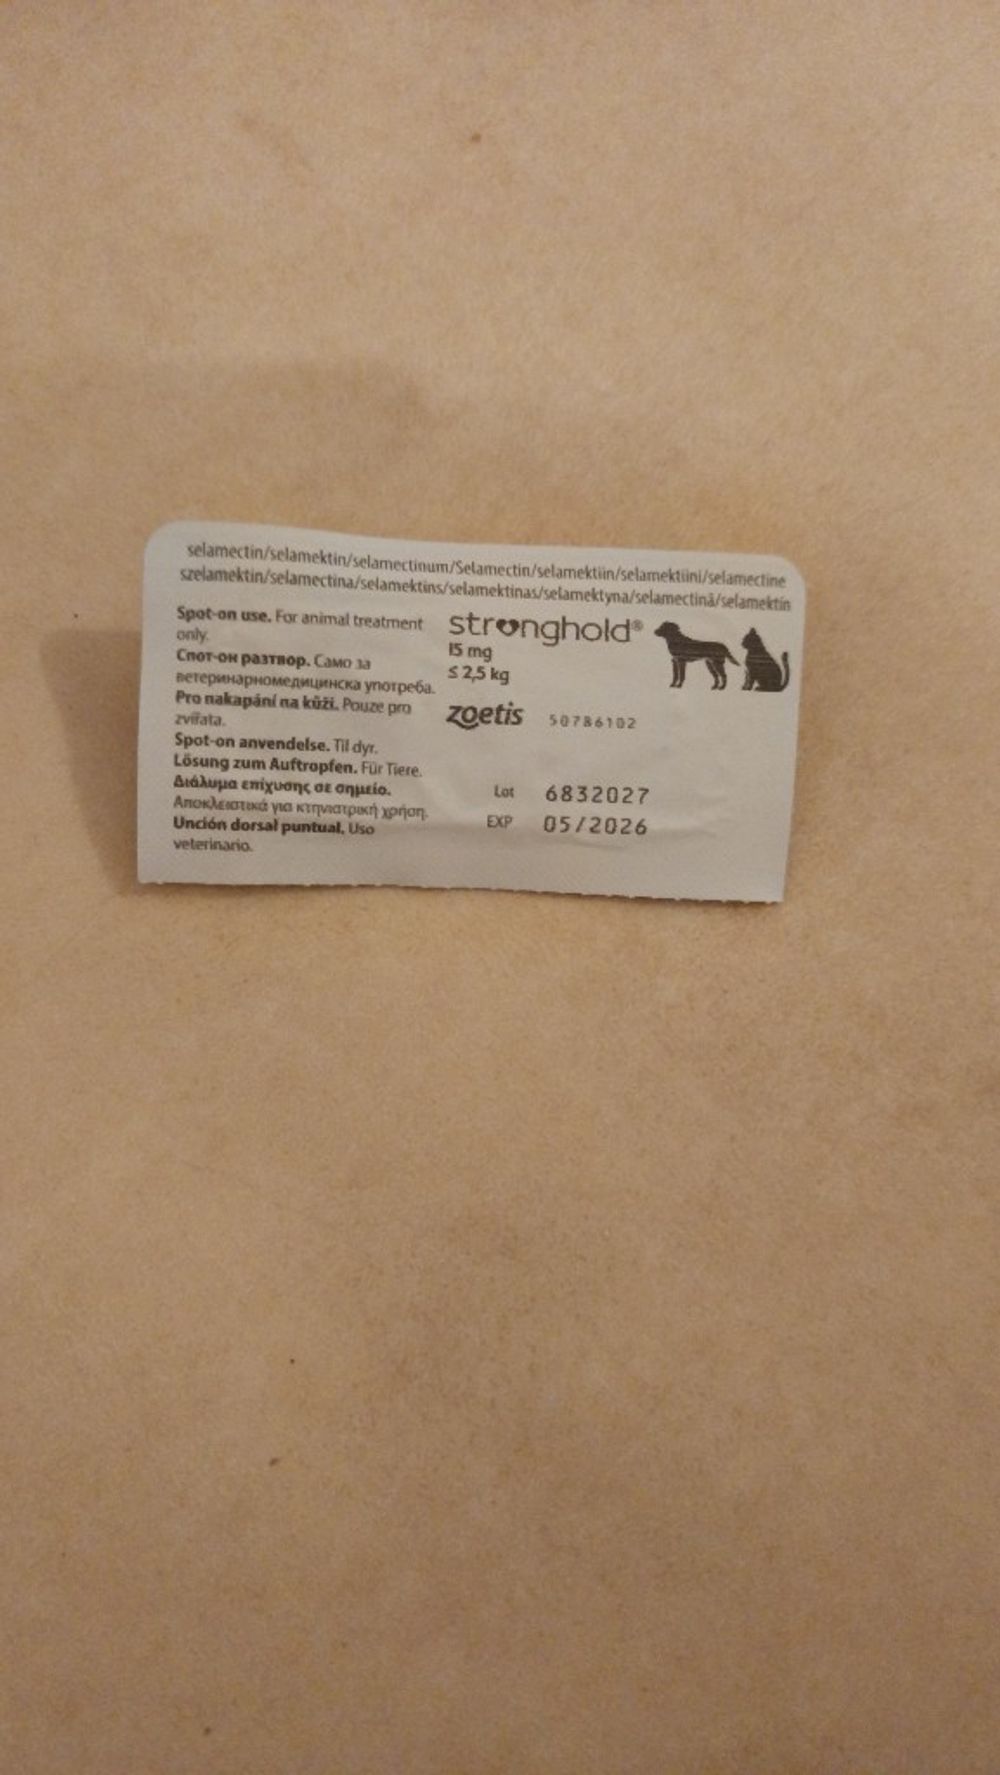 selamectin/selamektin/selamectinum/Selamectin/selamektiin/selamektiini/selamectine
szelamektin/selamectina/selamektins/selamektinas/selamektyna/selamectină/selamektin
Spot-on use. For animal treatment
only.
Спот-он разтвор. Само за
ветеринарномедицинска употреба.
Pro nakapání na kůži. Pouze pro
zvířata.
Spot-on anvendelse. Til dyr.
Lösung zum Auftropfen. Für Tiere.
Διάλυμα επίχυσης σε σημείο.
Αποκλειστικά για κτηνιατρική χρήση.
Unción dorsal puntual. Uso
veterinario.
stronghold®
15 mg
≤ 2,5 kg
zoetis 50786102
Lot 6832027
EXP 05/2026